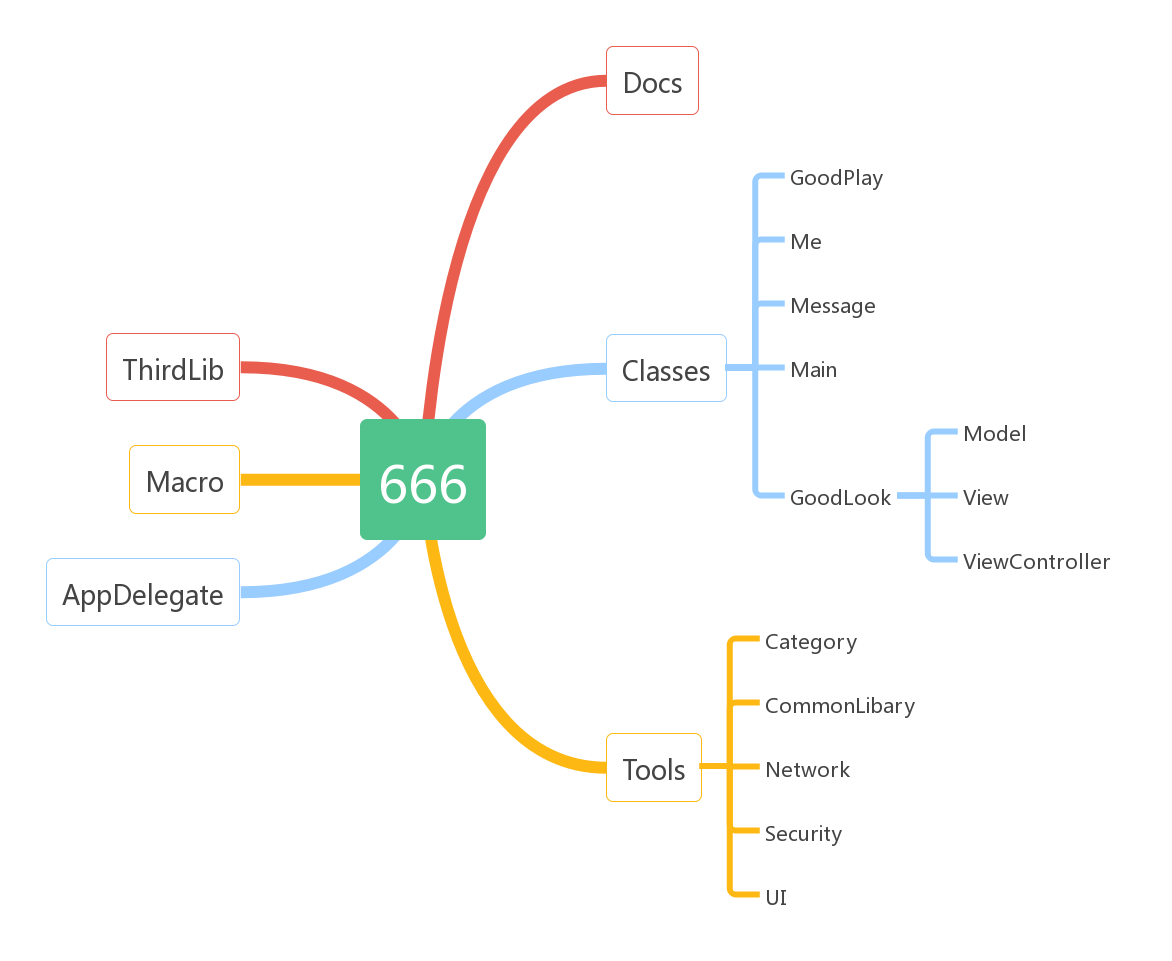 Docs
GoodPlay
Me
Message
Classes
Main
GoodLook
Model
View
ViewController
ThirdLib
Macro
666
AppDelegate
Tools
Category
CommonLibary
Network
Security
UI